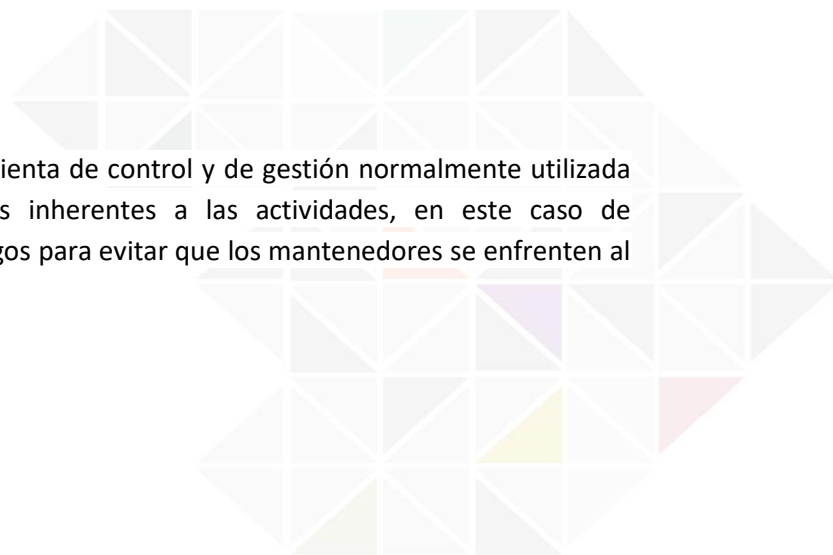 ienta de control y de gestión normalmente utilizada
s inherentes a las actividades, en este caso de
gos para evitar que los mantenedores se enfrenten al